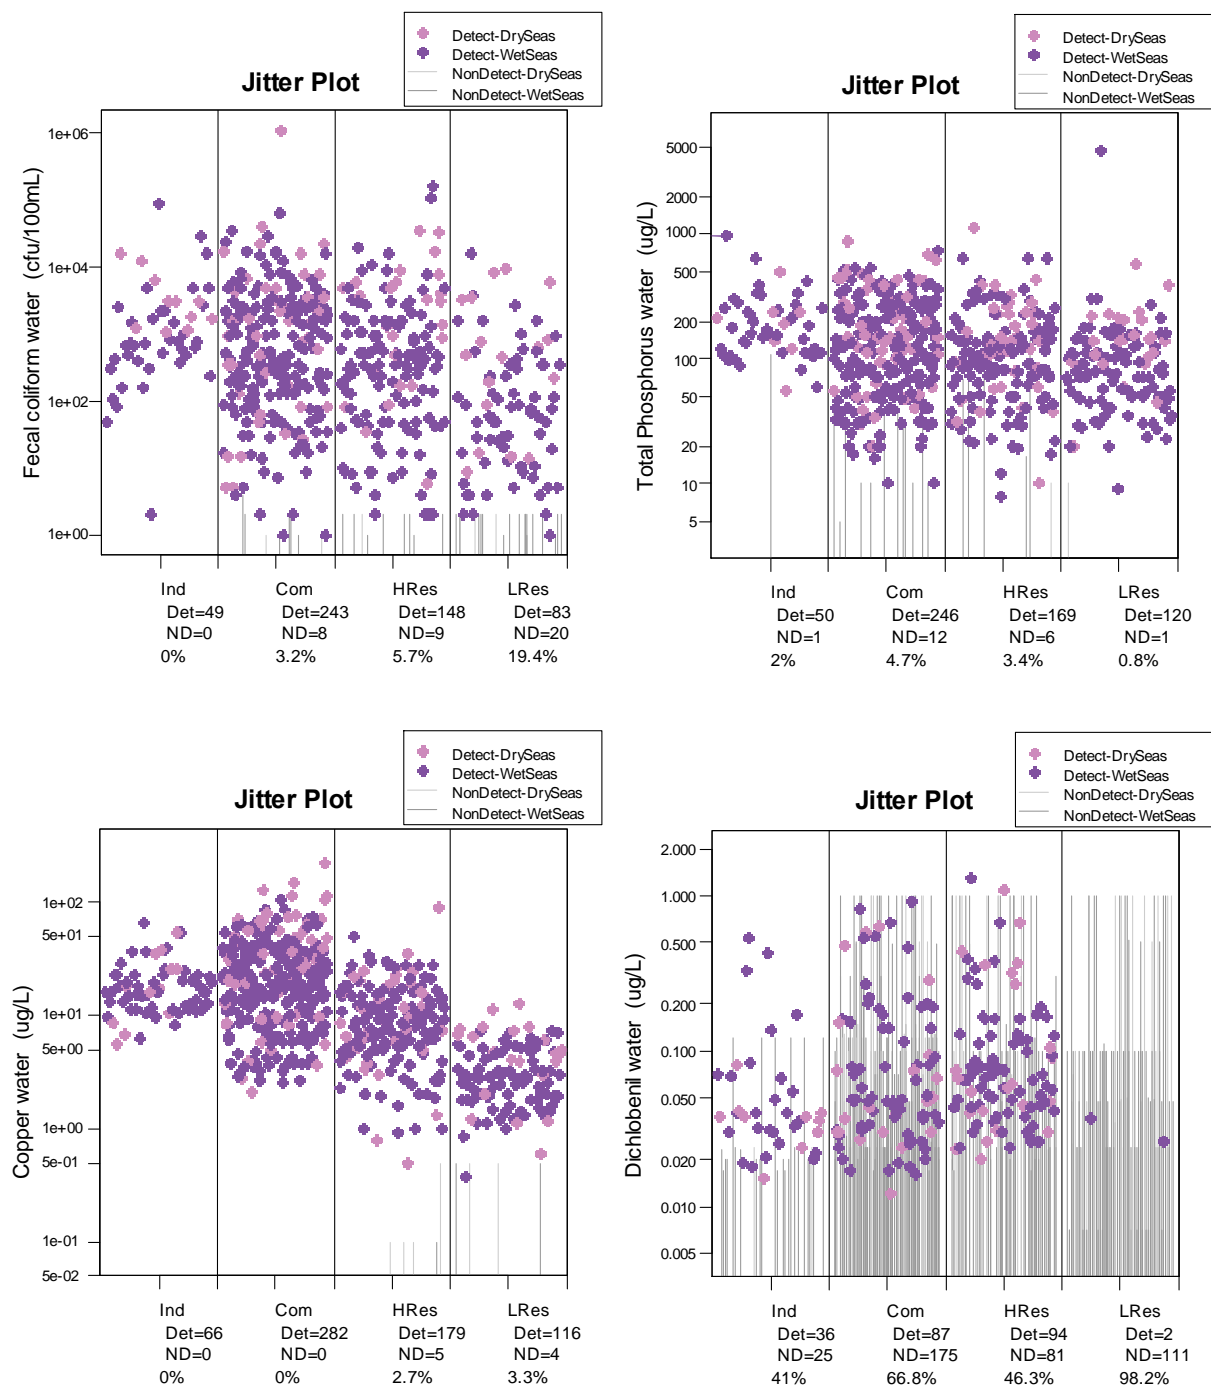 Detect-DrySeas
Detect-WetSeas
NonDetect-DrySeas
NonDetect-WetSeas
Jitter Plot
Fecal coliform water (cfu/100mL)
1e+06
1e+04
1e+02
1e+00
Ind Com HRes LRes
Det=49 Det=243 Det=148 Det=83
ND=0 ND=8 ND=9 ND=20
0% 3.2% 5.7% 19.4%
Detect-DrySeas
Detect-WetSeas
NonDetect-DrySeas
NonDetect-WetSeas
Jitter Plot
Total Phosphorus water (ug/L)
5000
2000
1000
500
200
100
50
20
10
5
Ind Com HRes LRes
Det=50 Det=246 Det=169 Det=120
ND=1 ND=12 ND=6 ND=1
2% 4.7% 3.4% 0.8%
Detect-DrySeas
Detect-WetSeas
NonDetect-DrySeas
NonDetect-WetSeas
Jitter Plot
Copper water (ug/L)
1e+02
5e+01
1e+01
5e+00
1e+00
5e-01
1e-01
5e-02
Ind Com HRes LRes
Det=66 Det=282 Det=179 Det=116
ND=0 ND=0 ND=5 ND=4
0% 0% 2.7% 3.3%
Detect-DrySeas
Detect-WetSeas
NonDetect-DrySeas
NonDetect-WetSeas
Jitter Plot
Dichlobenil water (ug/L)
2.000
1.000
0.500
0.200
0.100
0.050
0.020
0.010
0.005
Ind Com HRes LRes
Det=36 Det=87 Det=94 Det=2
ND=25 ND=175 ND=81 ND=111
41% 66.8% 46.3% 98.2%